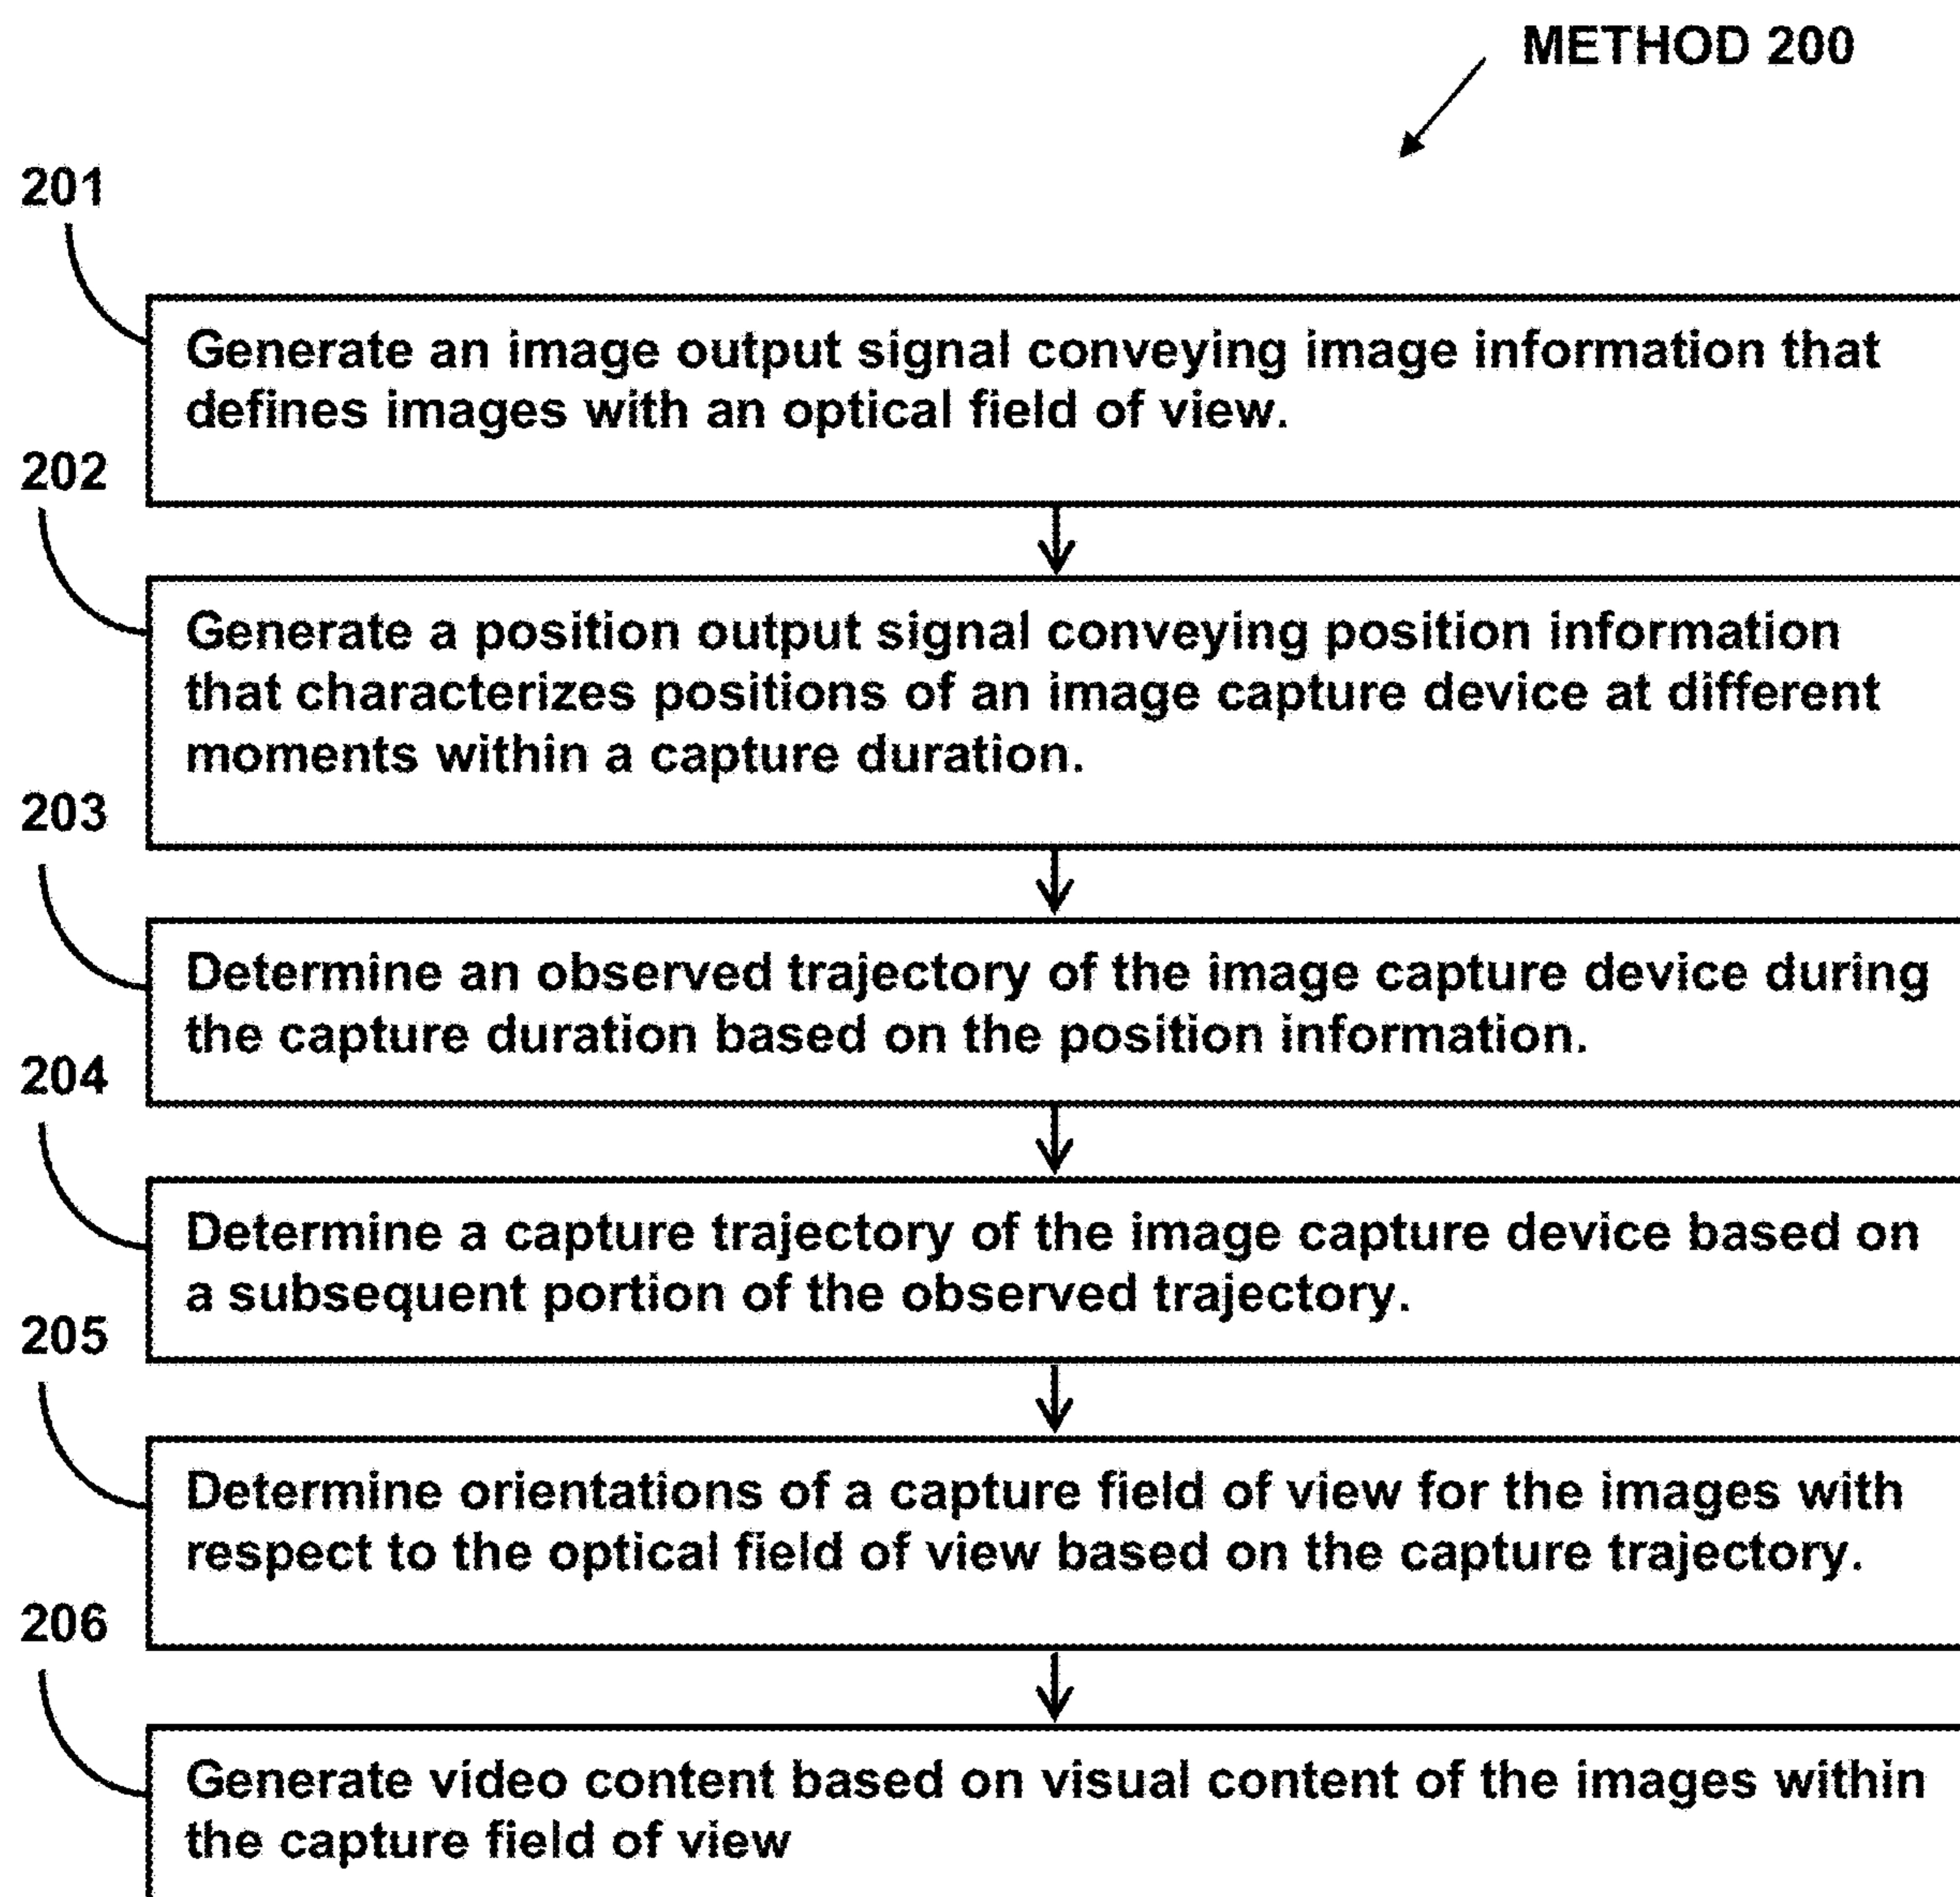 METHOD 200
201
Generate an image output signal conveying image information that
defines images with an optical field of view.
202
Generate a position output signal conveying position information
that characterizes positions of an image capture device at different
moments within a capture duration.
203
Determine an observed trajectory of the image capture device during
the capture duration based on the position information.
204
Determine a capture trajectory of the image capture device based on
a subsequent portion of the observed trajectory.
205
Determine orientations of a capture field of view for the images with
respect to the optical field of view based on the capture trajectory.
206
Generate video content based on visual content of the images within
the capture field of view